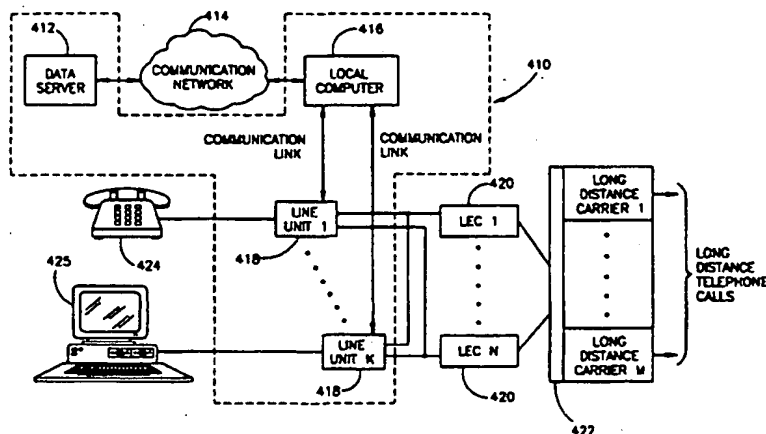 412
414
416
DATA
SERVER
COMMUNICATION
NETWORK
LOCAL
COMPUTER
410
COMMUNICATION
LINK
COMMUNICATION
LINK
420
LONG
DISTANCE
CARRIER 1
LINE
UNIT 1
LEC 1
424
418
425
LONG
DISTANCE
TELEPHONE
CALLS
LINE
UNIT K
LEC N
LONG
DISTANCE
CARRIER M
418
420
422